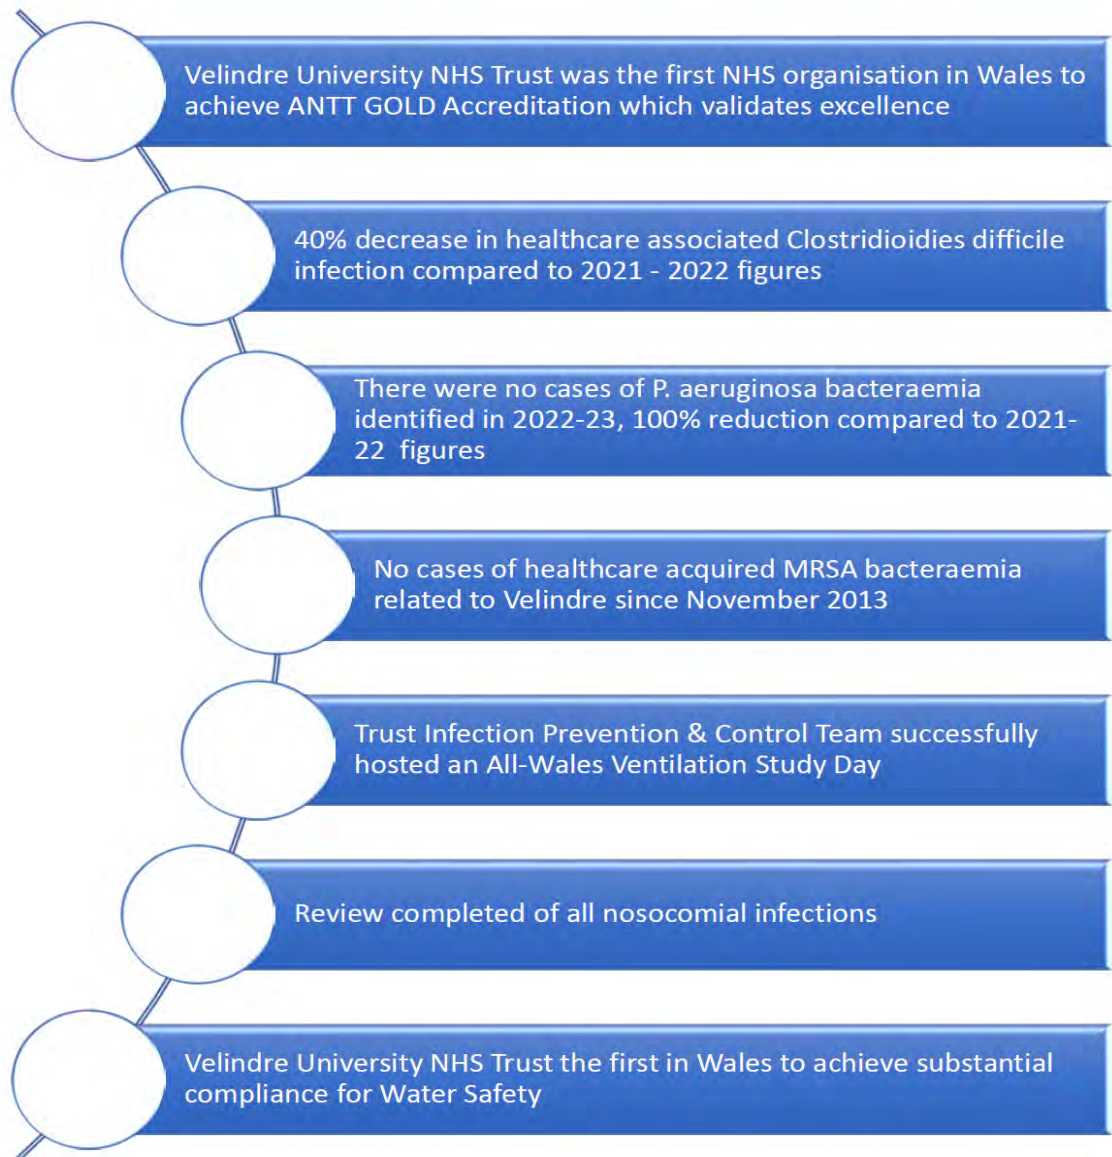 Velindre University NHS Trust was the first NHS organisation in Wales to
achieve ANTT GOLD Accreditation which validates excellence
40% decrease in healthcare associated Clostridioidies difficile
infection compared to 2021 - 2022 figures
There were no cases of P. aeruginosa bacteraemia
identified in 2022-23, 100% reduction compared to 2021-
22 figures
No cases of healthcare acquired MRSA bacteraemia
related to Velindre since November 2013
Trust Infection Prevention & Control Team successfully
hosted an All-Wales Ventilation Study Day
Review completed of all nosocomial infections
Velindre University NHS Trust the first in Wales to achieve substantial
compliance for Water Safety